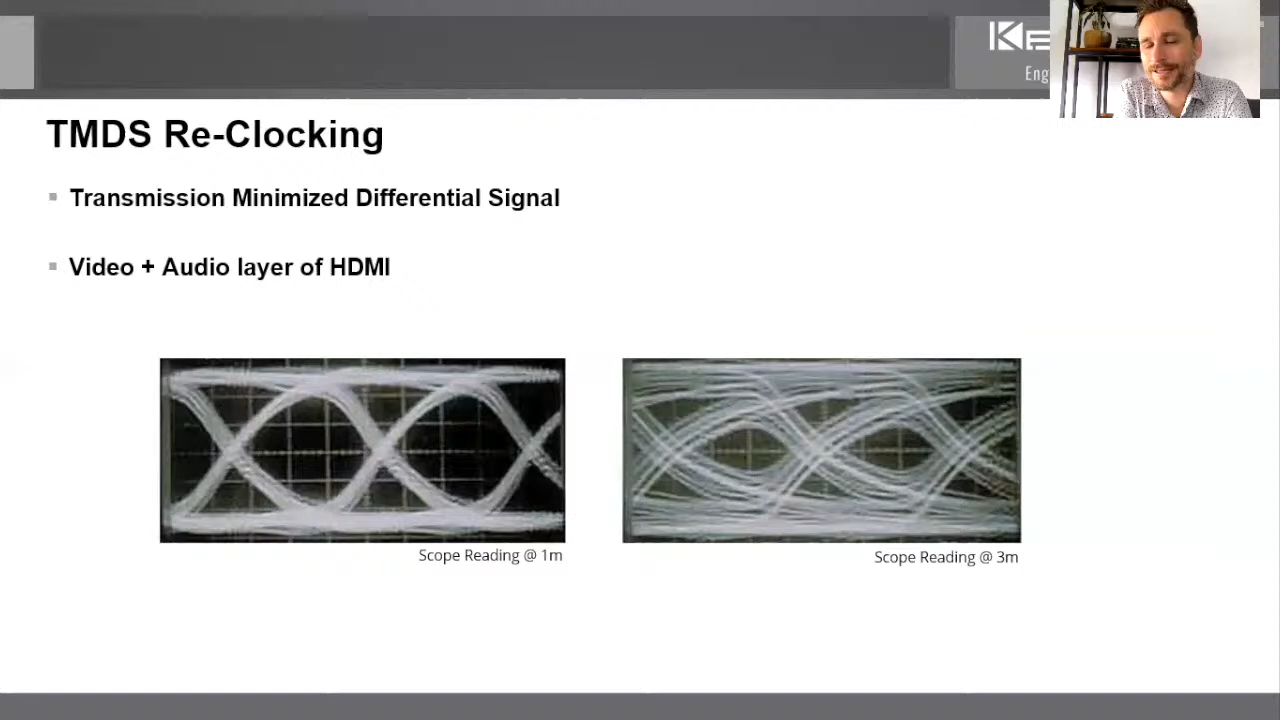 TMDS Re-Clocking
Transmission Minimized Differential Signal
Video + Audio layer of HDMI
Scope Reading @ 1m
Scope Reading @ 3m